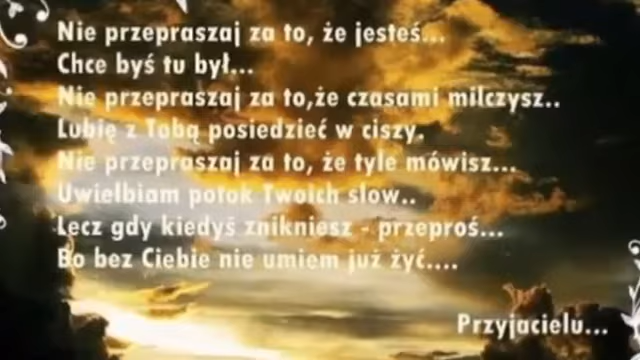 Nie przepraszaj za to, że jesteś...
Chce byś tu był...
Nie przepraszaj za to,że czasami milczysz..
Lubię z Tobą posiedzieć w ciszy.
Nie przepraszaj za to, że tyle mówisz...
Uwielbiam potok Twoich slow..
Lecz gdy kiedyś znikniesz - przeproś...
Bo bez Ciebie nie umiem już żyć....
Przyjacielu...